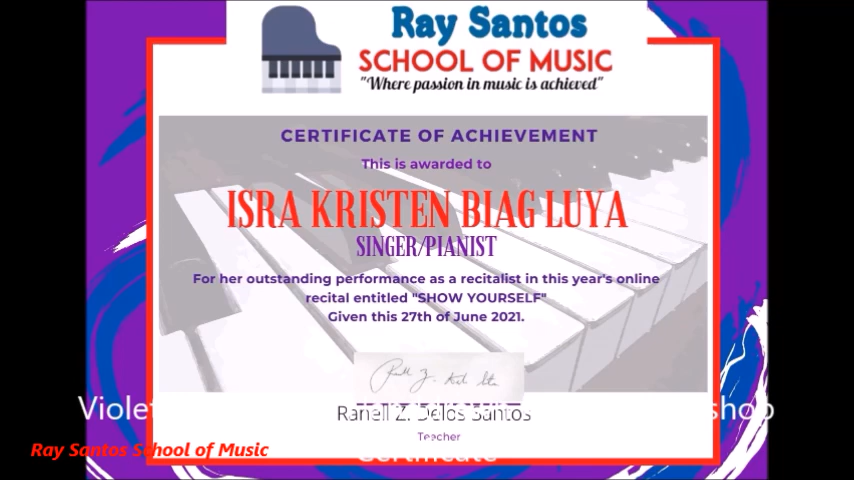 Ray Santos
SCHOOL OF MUSIC
"Where passion in music is achieved"
CERTIFICATE OF ACHIEVEMENT
This is awarded to
ISRA KRISTEN BIAG LUYA
SINGER/PIANIST
For her outstanding performance as a recitalist in this year's online
recital entitled "SHOW YOURSELF"
Given this 27th of June 2021.
Ranell Z. Delos Santos
Teacher
Violet
Certificate
Ray Santos School of Music